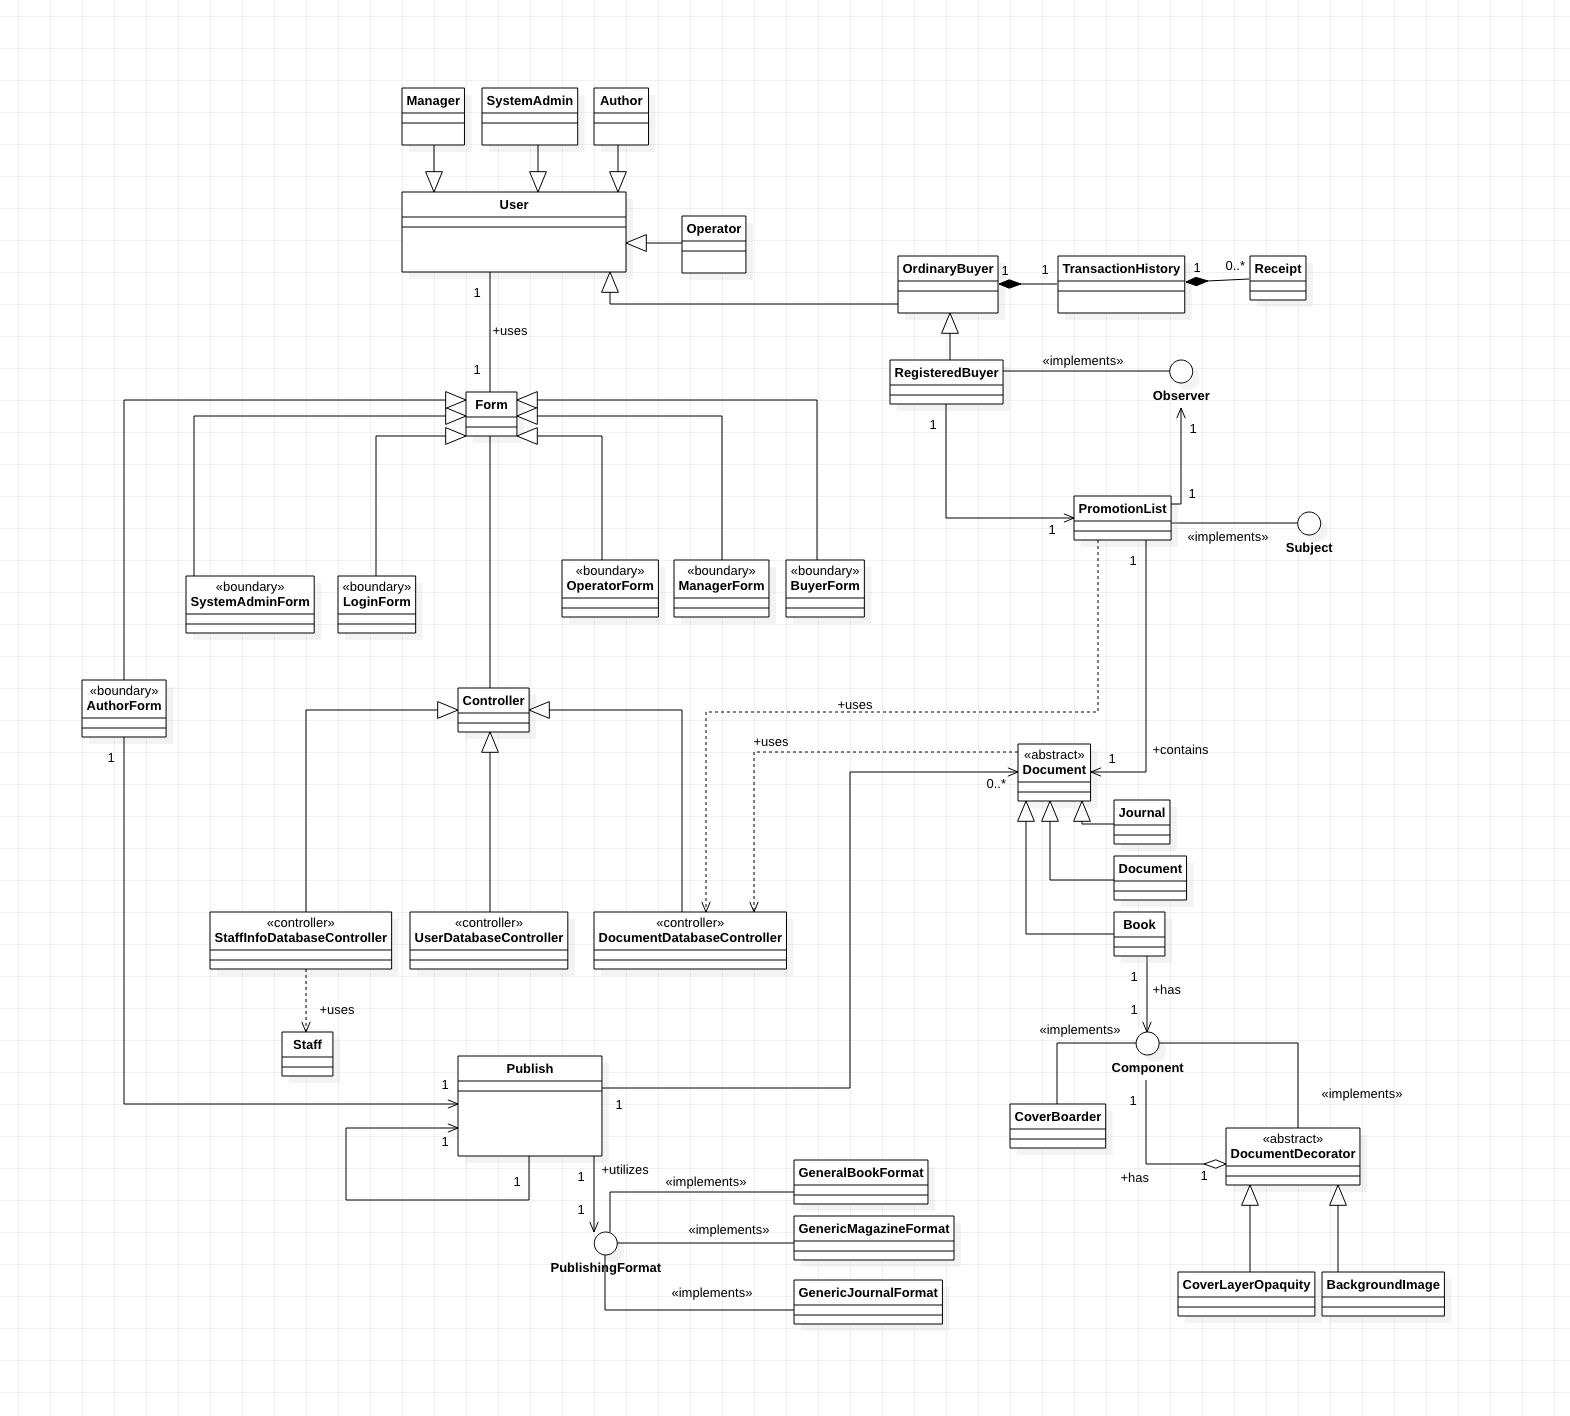 Manager
SystemAdmin
Author
User
Operator
OrdinaryBuyer
1
1
TransactionHistory
1
0..*
Receipt
1
+uses
1
RegisteredBuyer
«implements»
Observer
Form
1
1
1
PromotionList
1
«implements»
Subject
1
«boundary»
SystemAdminForm
«boundary»
LoginForm
«boundary»
OperatorForm
«boundary»
ManagerForm
«boundary»
BuyerForm
«boundary»
AuthorForm
1
Controller
+uses
+uses
«abstract»
Document
0..*
1
+contains
Journal
Document
Book
«controller»
StaffInfoDatabaseController
«controller»
UserDatabaseController
«controller»
DocumentDatabaseController
1
+has
1
+uses
Staff
«implements»
Component
Publish
1
1
1
1
1
+utilizes
1
PublishingFormat
CoverBoarder
1
«implements»
«abstract»
DocumentDecorator
+has
1
«implements»
GeneralBookFormat
«implements»
GenericMagazineFormat
«implements»
GenericJournalFormat
CoverLayerOpaquity
BackgroundImage